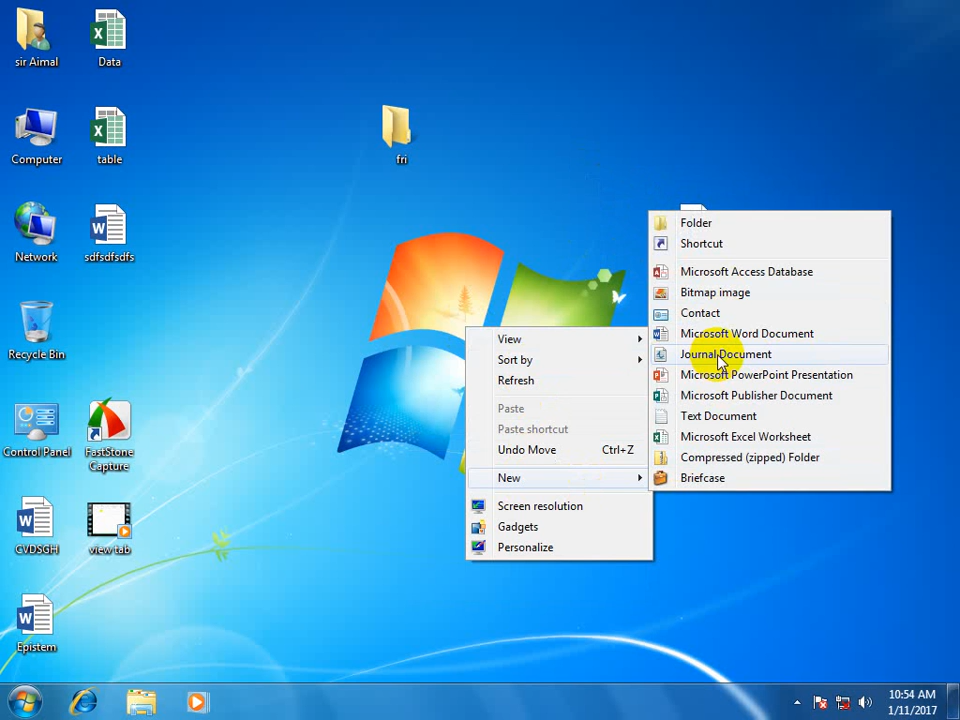 sir Aimal
Data
Computer
table
fri
Network
sdfsdfsdfs
Recycle Bin
Control Panel
FastStone
Capture
CVDSGH
view tab
Epistem
View
Sort by
Refresh
Paste
Paste shortcut
Undo Move Ctrl+Z
New
Screen resolution
Gadgets
Personalize
Folder
Shortcut
Microsoft Access Database
Bitmap image
Contact
Microsoft Word Document
Journal Document
Microsoft PowerPoint Presentation
Microsoft Publisher Document
Text Document
Microsoft Excel Worksheet
Compressed (zipped) Folder
Briefcase
10:54 AM
1/11/2017